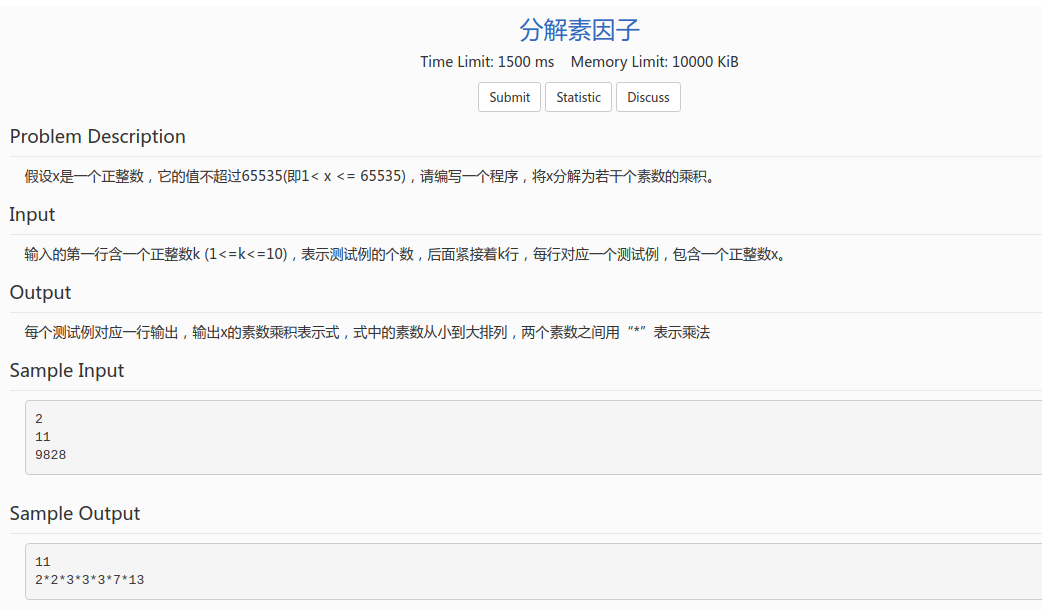 分解素因子
Time Limit: 1500 ms Memory Limit: 10000 KiB
Submit Statistic Discuss
Problem Description
假设x是一个正整数，它的值不超过65535(即1< x <= 65535)，请编写一个程序，将x分解为若干个素数的乘积。
Input
输入的第一行含一个正整数k (1<=k<=10)，表示测试例的个数，后面紧接着k行，每行对应一个测试例，包含一个正整数x。
Output
每个测试例对应一行输出，输出x的素数乘积表示式，式中的素数从小到大排列，两个素数之间用“*”表示乘法
Sample Input
2
11
9828
Sample Output
11
2*2*3*3*3*7*13